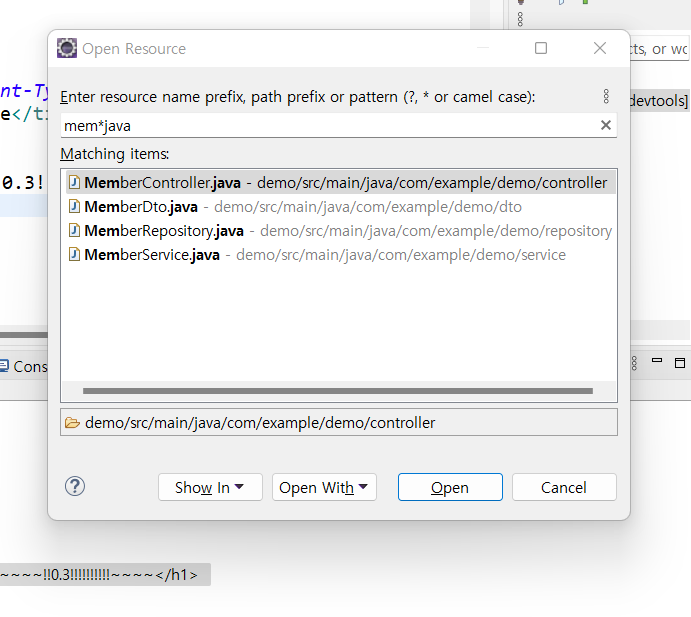 Open Resource
cts, or wo
nt-Ty
e</ti
Enter resource name prefix, path prefix or pattern (?, * or camel case):
devtools]
mem*java
Matching items:
0.3!
MemberController.java - demo/src/main/java/com/example/demo/controller
MemberDto.java - demo/src/main/java/com/example/demo/dto
MemberRepository.java - demo/src/main/java/com/example/demo/repository
MemberService.java - demo/src/main/java/com/example/demo/service
Cons
demo/src/main/java/com/example/demo/controller
Show In
Open With
Open
Cancel
~~~~!!0.3!!!!!!!!!!~~~~</h1>